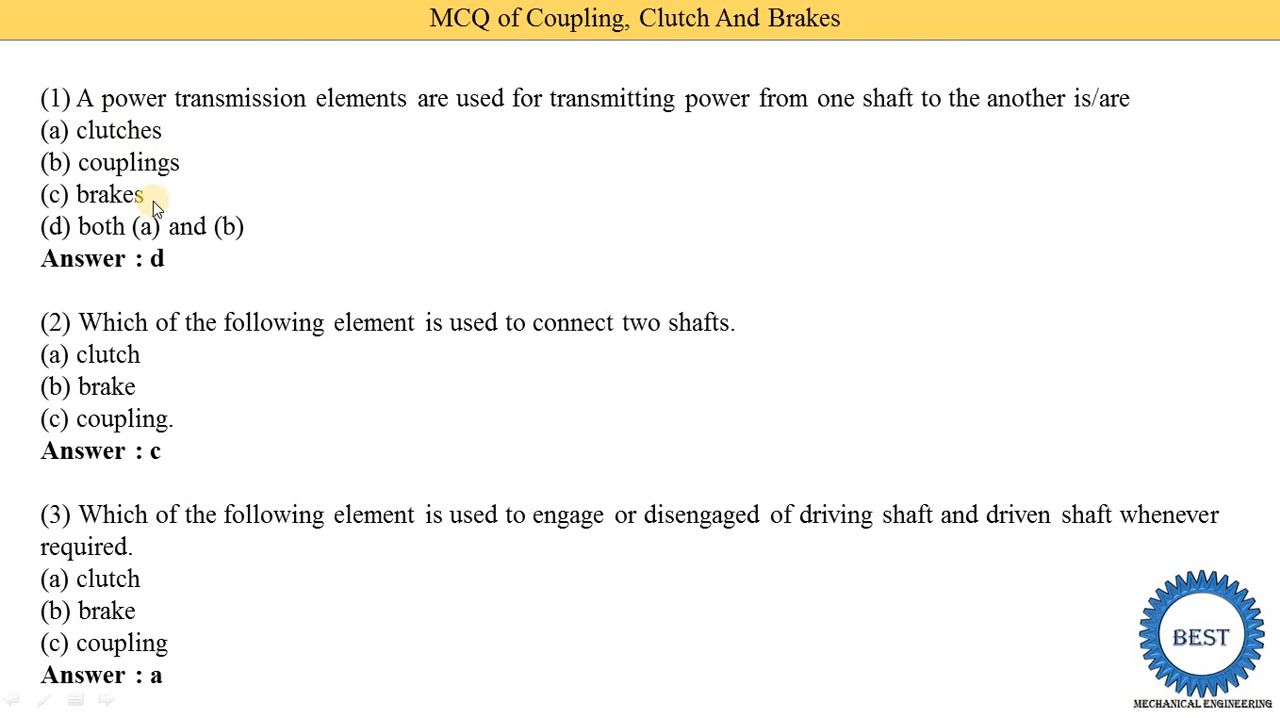 MCQ of Coupling, Clutch And Brakes
(1) A power transmission elements are used for transmitting power from one shaft to the another is/are
(a) clutches
(b) couplings
(c) brakes
(d) both (a) and (b)
Answer : d
(2) Which of the following element is used to connect two shafts.
(a) clutch
(b) brake
(c) coupling.
Answer : c
(3) Which of the following element is used to engage or disengaged of driving shaft and driven shaft whenever
required.
(a) clutch
(b) brake
(c) coupling
Answer : a
BEST
MECHANICAL ENGINEERING